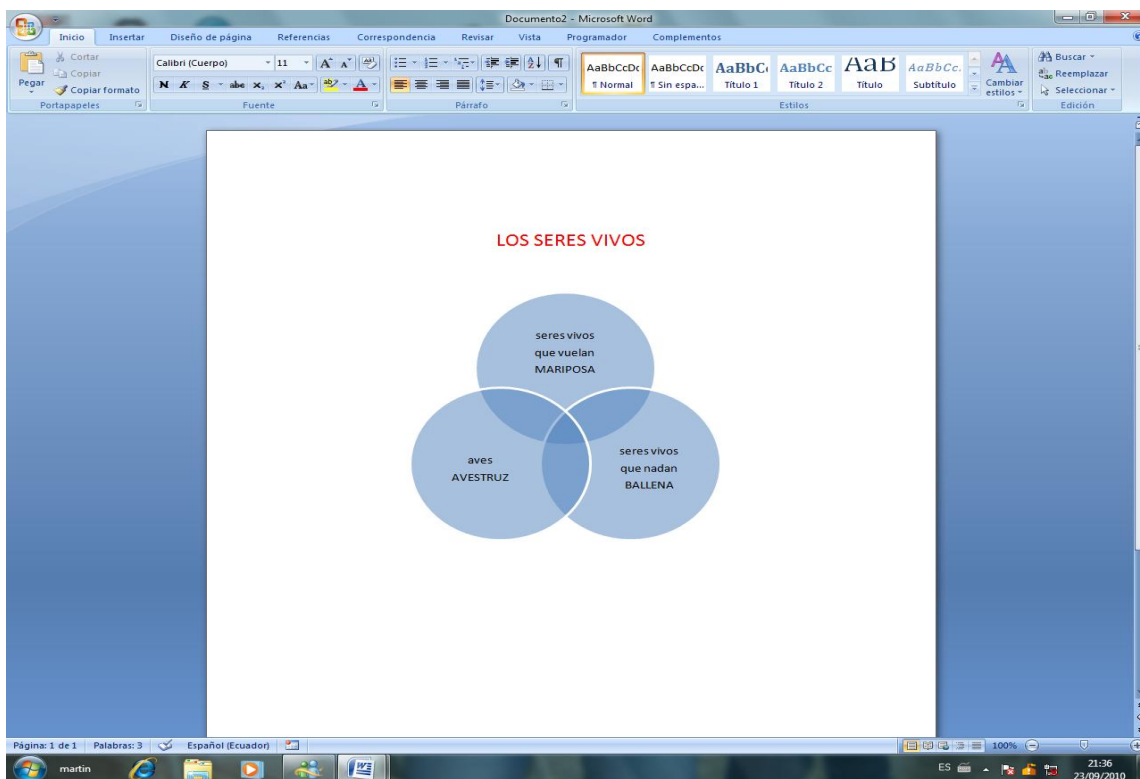 Documento2 - Microsoft Word
Inicio Insertar Diseño de página Referencias Correspondencia Revisar Vista Programador Complementos
Pegar
Cortar
Copiar
Copiar formato
Portapapeles
Calibri (Cuerpo) 11
N K S abc x₂ x² Aa
Fuente
Párrafo
AaBbCcDc AaBbCcDc AaBbC AaBbCc AaB AaBbCc.
¶ Normal ¶ Sin espa... Título 1 Título 2 Título Subtítulo
Cambiar
estilos
Estilos
Buscar
Reemplazar
Seleccionar
Edición
LOS SERES VIVOS
seres vivos
que vuelan
MARIPOSA
aves
AVESTRUZ
seres vivos
que nadan
BALLENA
Página: 1 de 1 Palabras: 3 Español (Ecuador) 100%
martin ES 21:36
23/09/2010